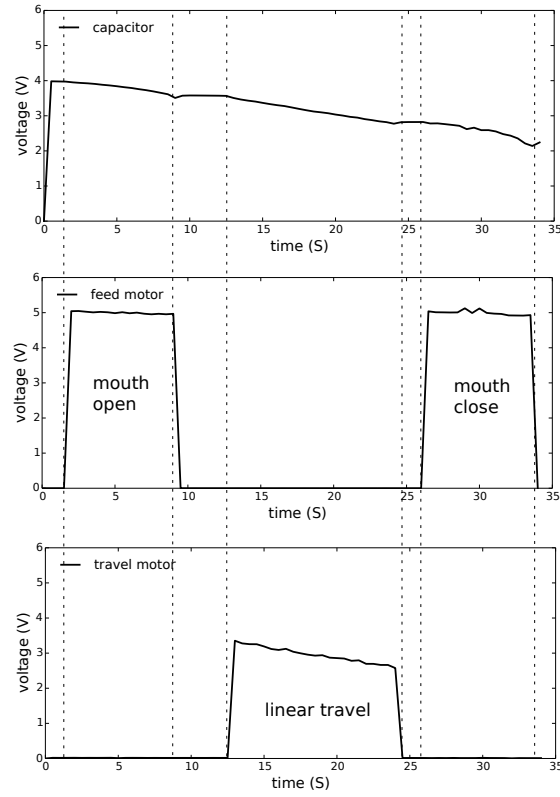 6
5
4
3
2
1
0
voltage (V)
capacitor
0 5 10 15 20 25 30 35
time (S)
6
5
4
3
2
1
0
voltage (V)
feed motor
mouth
open
mouth
close
0 5 10 15 20 25 30 35
time (S)
6
5
4
3
2
1
0
voltage (V)
travel motor
linear travel
0 5 10 15 20 25 30 35
time (S)